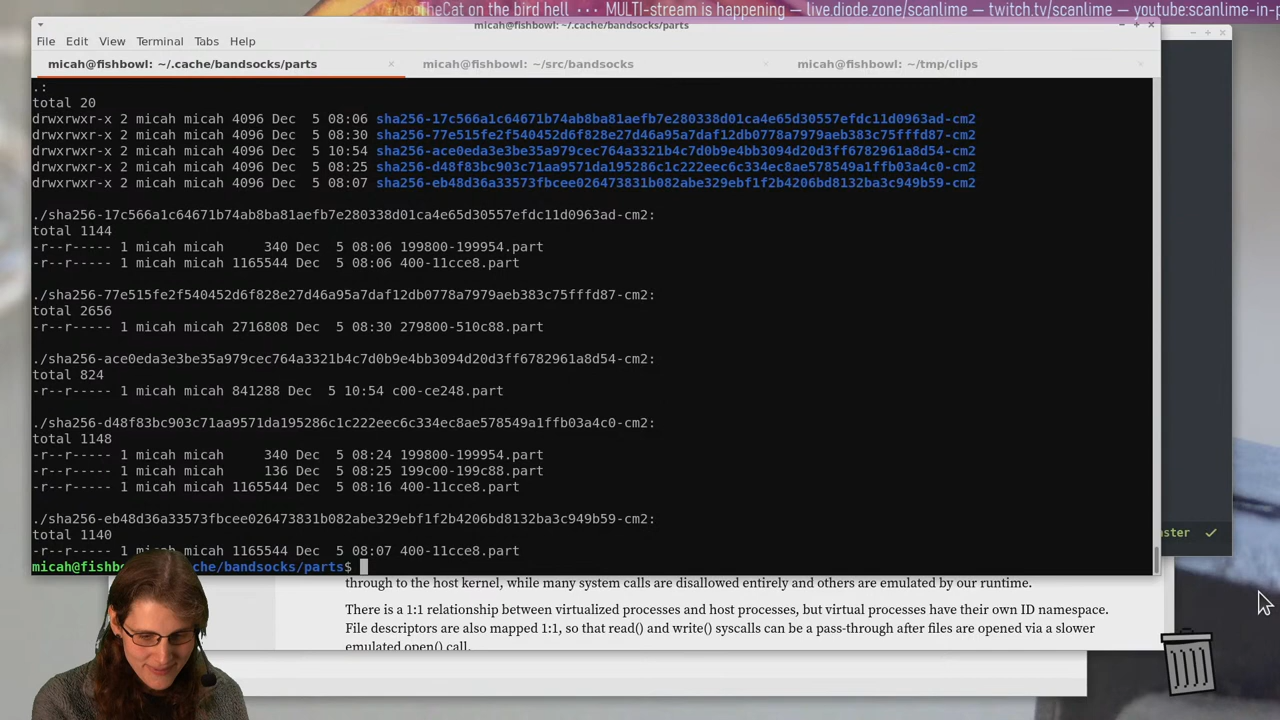 TheCat on the bird hell ··· MULTI-stream is happening — live.diode.zone/scanlime — twitch.tv/scanlime — youtube:scanlime-in-p
micah@fishbowl: ~/.cache/bandsocks/parts
File Edit View Terminal Tabs Help
micah@fishbowl: ~/.cache/bandsocks/parts × micah@fishbowl: ~/src/bandsocks × micah@fishbowl: ~/tmp/clips ×
.:
total 20
drwxrwxr-x 2 micah micah 4096 Dec 5 08:06 sha256-17c566a1c64671b74ab8ba81aefb7e280338d01ca4e65d30557efdc11d0963ad-cm2
drwxrwxr-x 2 micah micah 4096 Dec 5 08:30 sha256-77e515fe2f540452d6f828e27d46a95a7daf12db0778a7979aeb383c75fffd87-cm2
drwxrwxr-x 2 micah micah 4096 Dec 5 10:54 sha256-ace0eda3e3be35a979cec764a3321b4c7d0b9e4bb3094d20d3ff6782961a8d54-cm2
drwxrwxr-x 2 micah micah 4096 Dec 5 08:25 sha256-d48f83bc903c71aa9571da195286c1c222eec6c334ec8ae578549a1ffb03a4c0-cm2
drwxrwxr-x 2 micah micah 4096 Dec 5 08:07 sha256-eb48d36a33573fbcee026473831b082abe329ebf1f2b4206bd8132ba3c949b59-cm2
./sha256-17c566a1c64671b74ab8ba81aefb7e280338d01ca4e65d30557efdc11d0963ad-cm2:
total 1144
-r--r----- 1 micah micah 340 Dec 5 08:06 199800-199954.part
-r--r----- 1 micah micah 1165544 Dec 5 08:06 400-11cce8.part
./sha256-77e515fe2f540452d6f828e27d46a95a7daf12db0778a7979aeb383c75fffd87-cm2:
total 2656
-r--r----- 1 micah micah 2716808 Dec 5 08:30 279800-510c88.part
./sha256-ace0eda3e3be35a979cec764a3321b4c7d0b9e4bb3094d20d3ff6782961a8d54-cm2:
total 824
-r--r----- 1 micah micah 841288 Dec 5 10:54 c00-ce248.part
./sha256-d48f83bc903c71aa9571da195286c1c222eec6c334ec8ae578549a1ffb03a4c0-cm2:
total 1148
-r--r----- 1 micah micah 340 Dec 5 08:24 199800-199954.part
-r--r----- 1 micah micah 136 Dec 5 08:25 199c00-199c88.part
-r--r----- 1 micah micah 1165544 Dec 5 08:16 400-11cce8.part
./sha256-eb48d36a33573fbcee026473831b082abe329ebf1f2b4206bd8132ba3c949b59-cm2:
total 1140
-r--r----- 1 micah micah 1165544 Dec 5 08:07 400-11cce8.part
micah@fishb cache/bandsocks/parts$
aster ✓
through to the host kernel, while many system calls are disallowed entirely and others are emulated by our runtime.
There is a 1:1 relationship between virtualized processes and host processes, but virtual processes have their own ID namespace.
File descriptors are also mapped 1:1, so that read() and write() syscalls can be a pass-through after files are opened via a slower
emulated open() call.